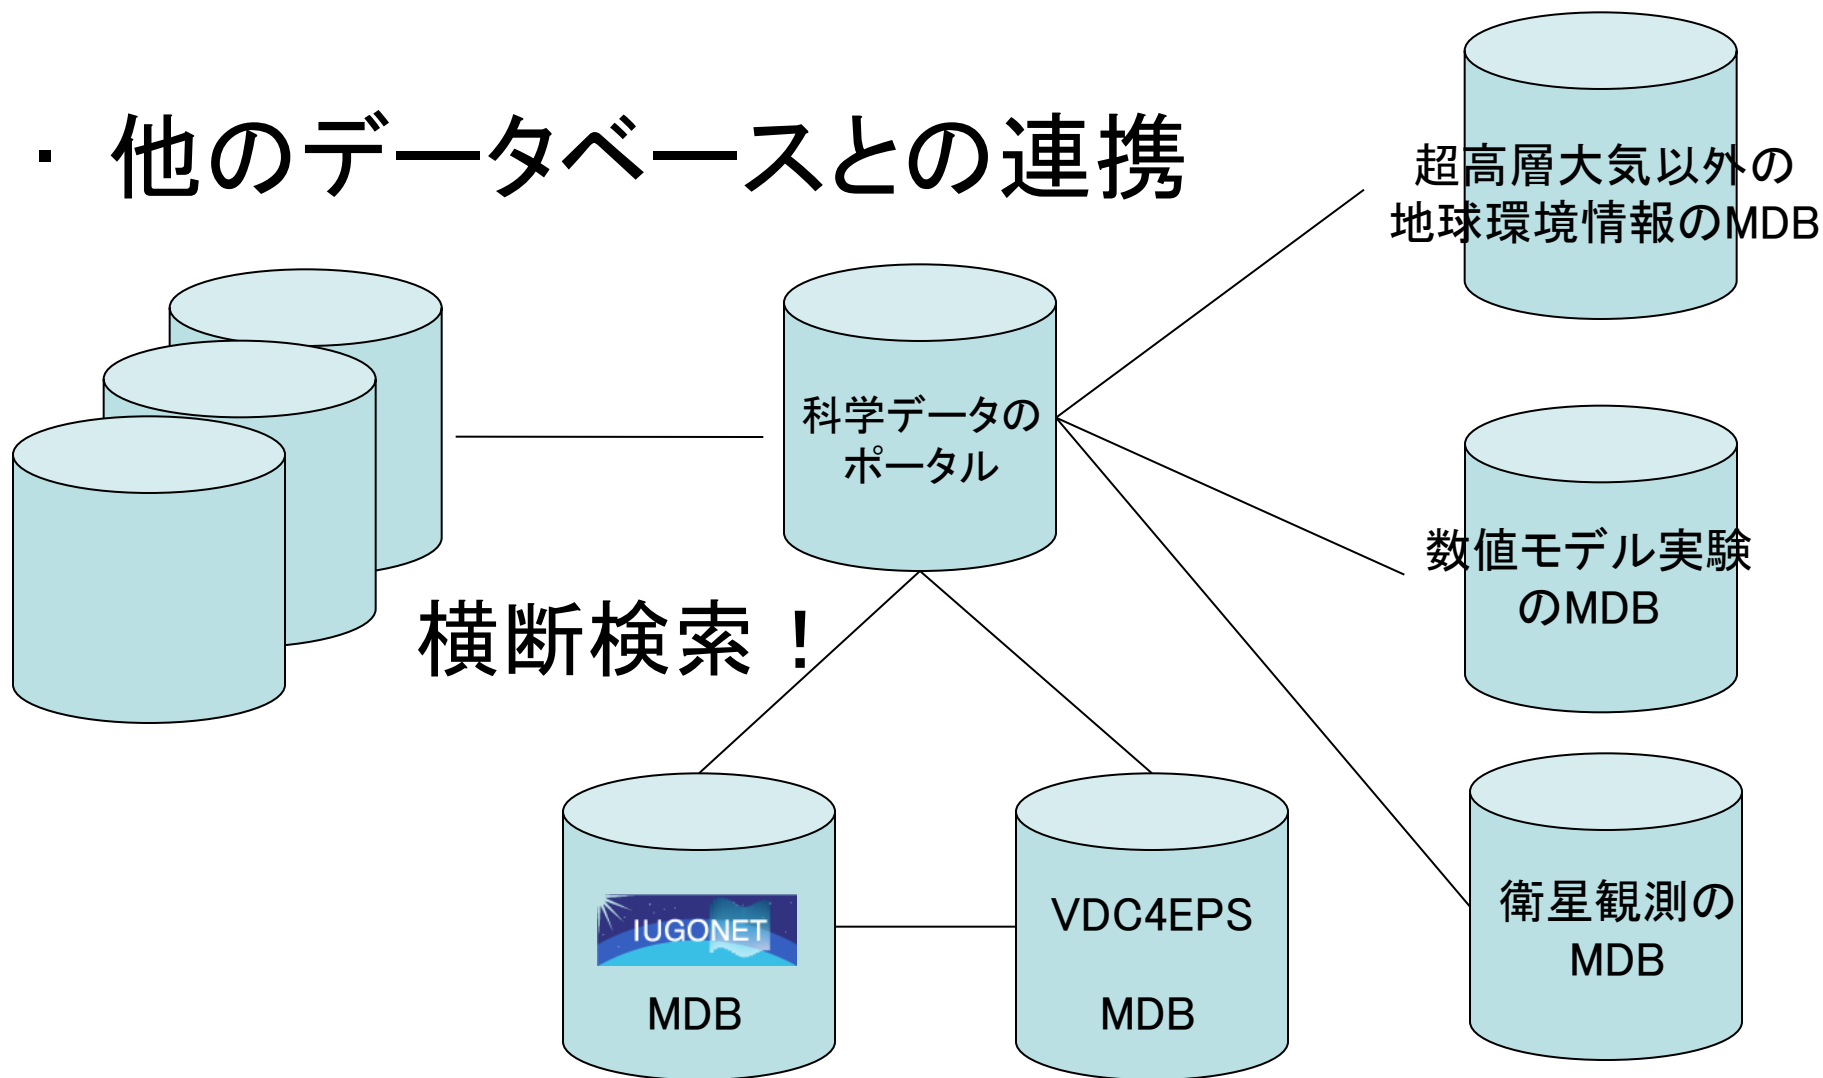 ・ 他のデータベースとの連携
超高層大気以外の
地球環境情報のMDB
科学データの
ポータル
数値モデル実験
のMDB
横断検索！
IUGONET
MDB
VDC4EPS
MDB
衛星観測の
MDB